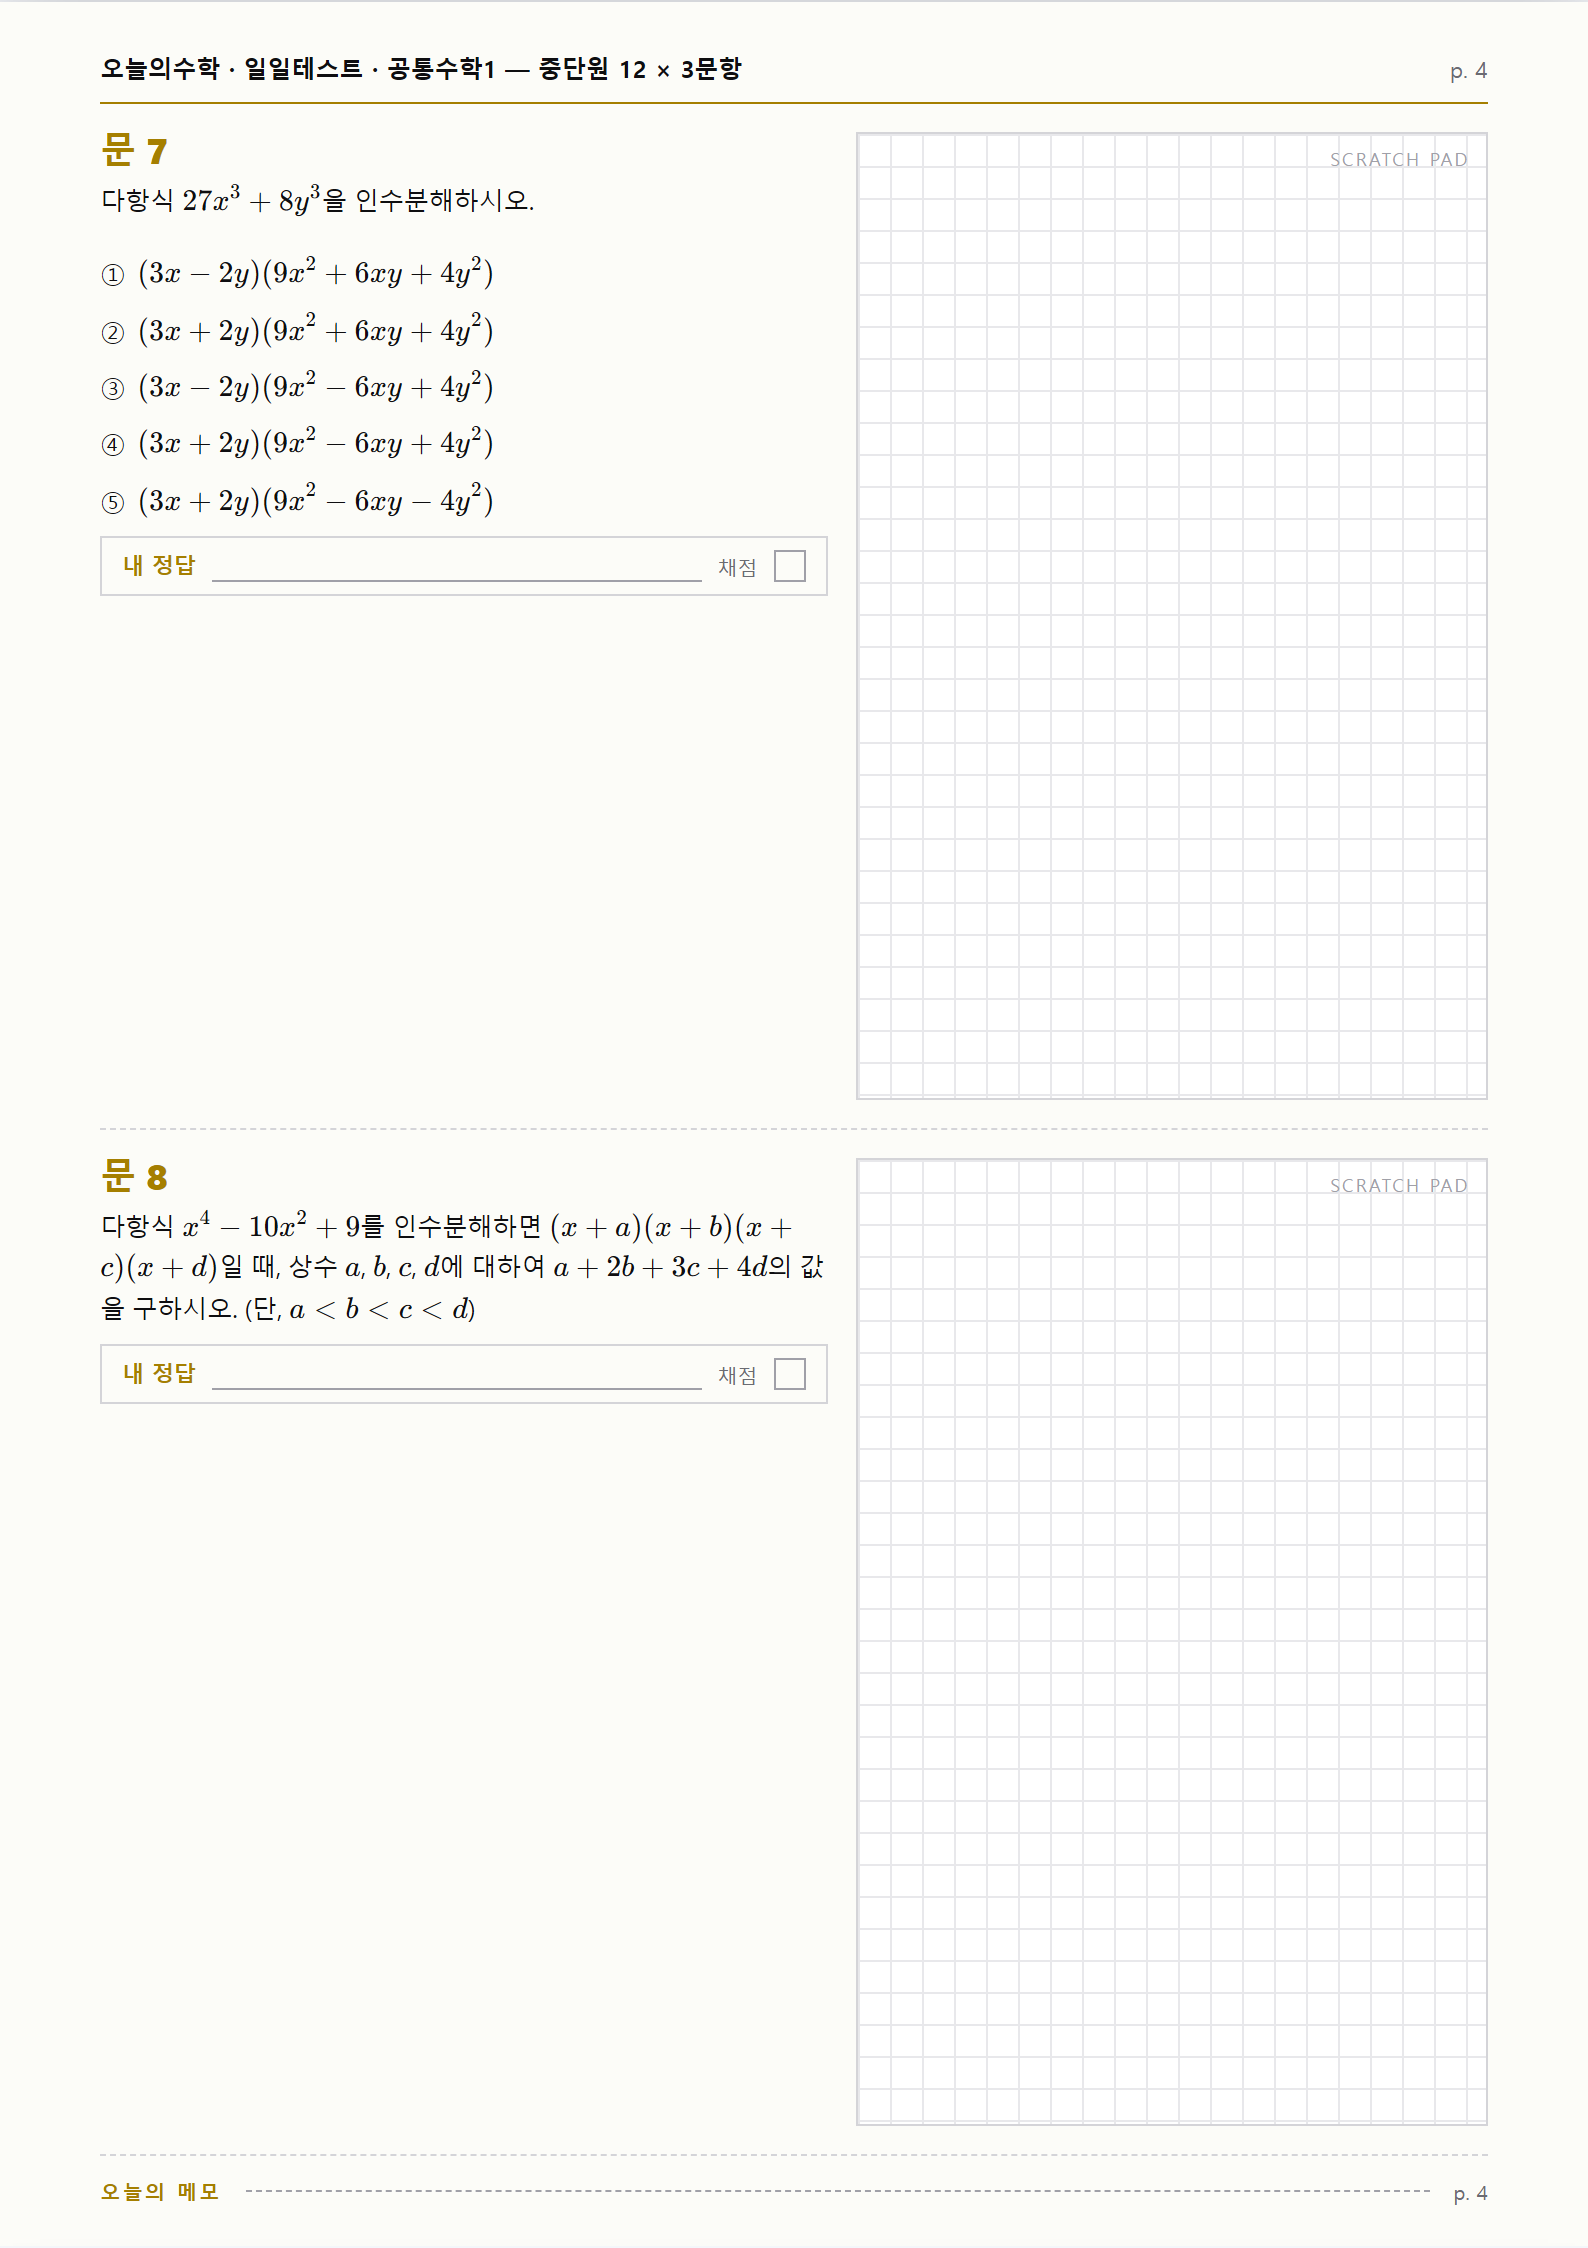 오늘의수학 · 일일테스트 · 공통수학1 — 중단원 12 × 3문항
p. 4
문 7
다항식 27x³ + 8y³을 인수분해하시오.
① (3x − 2y)(9x² + 6xy + 4y²)
② (3x + 2y)(9x² + 6xy + 4y²)
③ (3x − 2y)(9x² − 6xy + 4y²)
④ (3x + 2y)(9x² − 6xy + 4y²)
⑤ (3x + 2y)(9x² − 6xy − 4y²)
내 정답 채점
SCRATCH PAD
문 8
다항식 x⁴ − 10x² + 9를 인수분해하면 (x + a)(x + b)(x +
c)(x + d)일 때, 상수 a, b, c, d에 대하여 a + 2b + 3c + 4d의 값
을 구하시오. (단, a < b < c < d)
내 정답 채점
SCRATCH PAD
오늘의 메모
p. 4